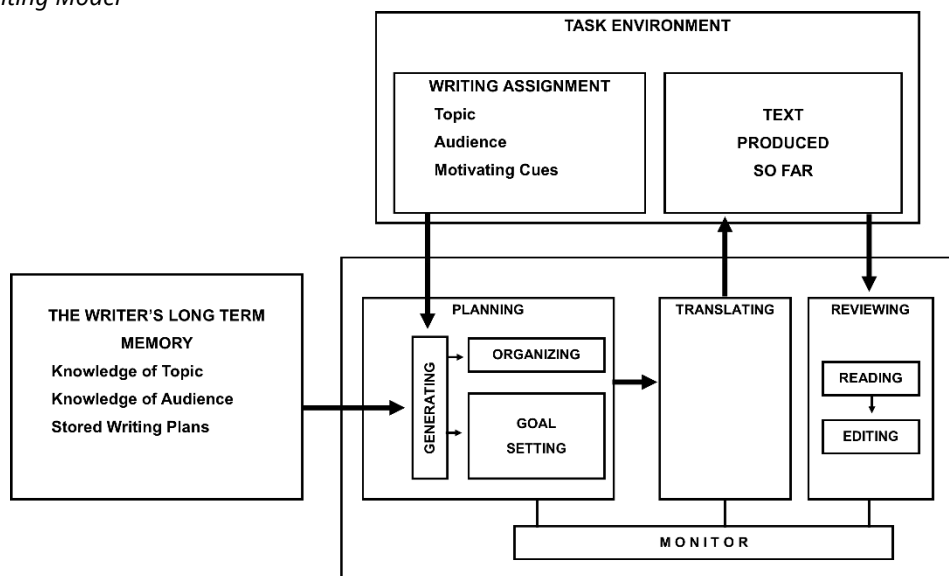 Model
TASK ENVIRONMENT
WRITING ASSIGNMENT
Topic
Audience
Motivating Cues
TEXT
PRODUCED
SO FAR
THE WRITER'S LONG TERM
MEMORY
Knowledge of Topic
Knowledge of Audience
Stored Writing Plans
PLANNING
GENERATING
ORGANIZING
GOAL
SETTING
TRANSLATING
REVIEWING
READING
EDITING
MONITOR